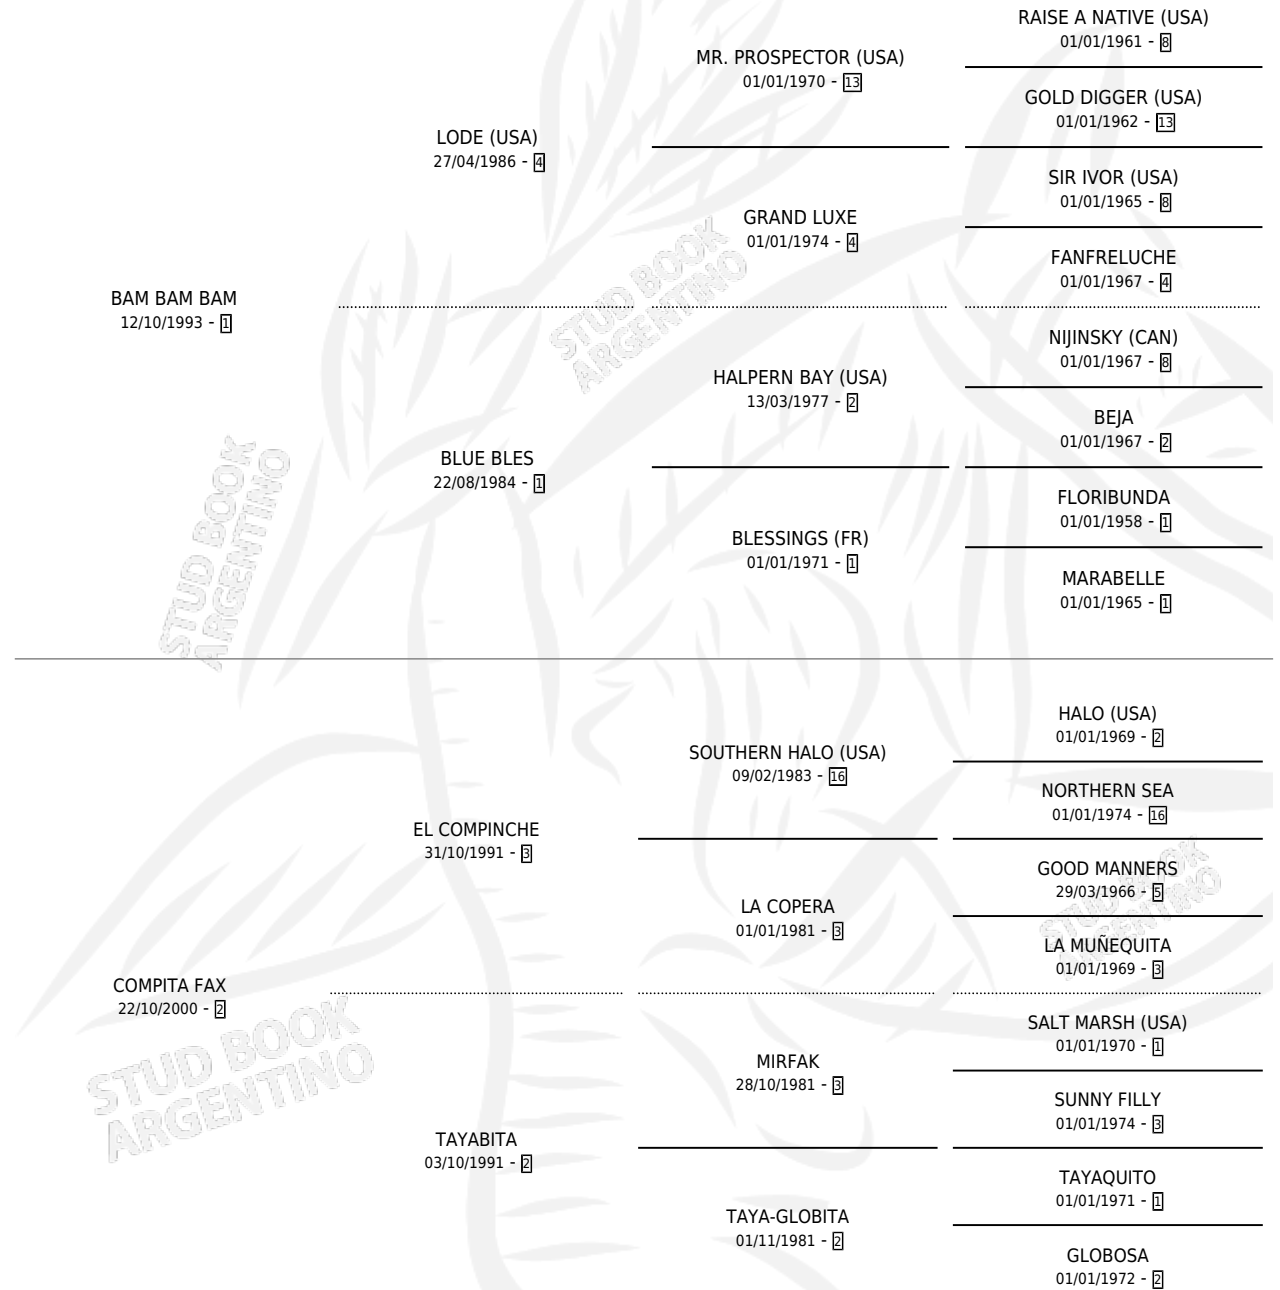 RAISE A NATIVE (USA)
01/01/1961 - 8
MR. PROSPECTOR (USA)
01/01/1970 - 13
GOLD DIGGER (USA)
01/01/1962 - 13
LODE (USA)
27/04/1986 - 4
SIR IVOR (USA)
01/01/1965 - 8
GRAND LUXE
01/01/1974 - 4
FANFRELUCHE
01/01/1967 - 4
BAM BAM BAM
12/10/1993 - 1
NIJINSKY (CAN)
01/01/1967 - 8
HALPERN BAY (USA)
13/03/1977 - 2
BEJA
01/01/1967 - 2
BLUE BLES
22/08/1984 - 1
FLORIBUNDA
01/01/1958 - 1
BLESSINGS (FR)
01/01/1971 - 1
MARABELLE
01/01/1965 - 1
STUD BOOK
ARGENTINO
STUD BOOK
ARGENTINO
HALO (USA)
01/01/1969 - 2
SOUTHERN HALO (USA)
09/02/1983 - 16
NORTHERN SEA
01/01/1974 - 16
EL COMPINCHE
31/10/1991 - 3
GOOD MANNERS
29/03/1966 - 5
LA COPERA
01/01/1981 - 3
LA MUÑEQUITA
01/01/1969 - 3
COMPITA FAX
22/10/2000 - 2
SALT MARSH (USA)
01/01/1970 - 1
MIRFAK
28/10/1981 - 3
SUNNY FILLY
01/01/1974 - 3
TAYABITA
03/10/1991 - 2
TAYAQUITO
01/01/1971 - 1
TAYA-GLOBITA
01/11/1981 - 2
GLOBOSA
01/01/1972 - 2
STUD BOOK
ARGENTINO
STUD BOOK
ARGENTINO